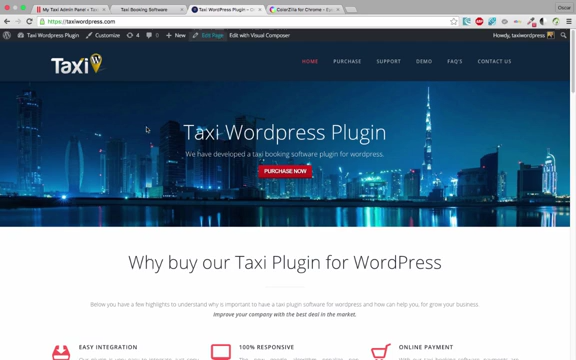 Oscar
My Taxi Admin Panel
Taxi Booking Software
Taxi WordPress Plugin
ColorZilla for Chrome
https://taxiwordpress.com
Taxi Wordpress Plugin
Customize
4
0
New
Edit Page
Edit with Visual Composer
Howdy, taxiwordpress
Taxi
HOME
PURCHASE
SUPPORT
DEMO
FAQ'S
CONTACT US
Taxi Wordpress Plugin
We have developed a taxi booking software plugin for wordpress.
PURCHASE NOW
Why buy our Taxi Plugin for WordPress
Below you have a few highlights to understand why is important to have a taxi plugin software for wordpress and how can help you, for grow your business.
Improve your company with the best deal in the market.
EASY INTEGRATION
100% RESPONSIVE
ONLINE PAYMENT